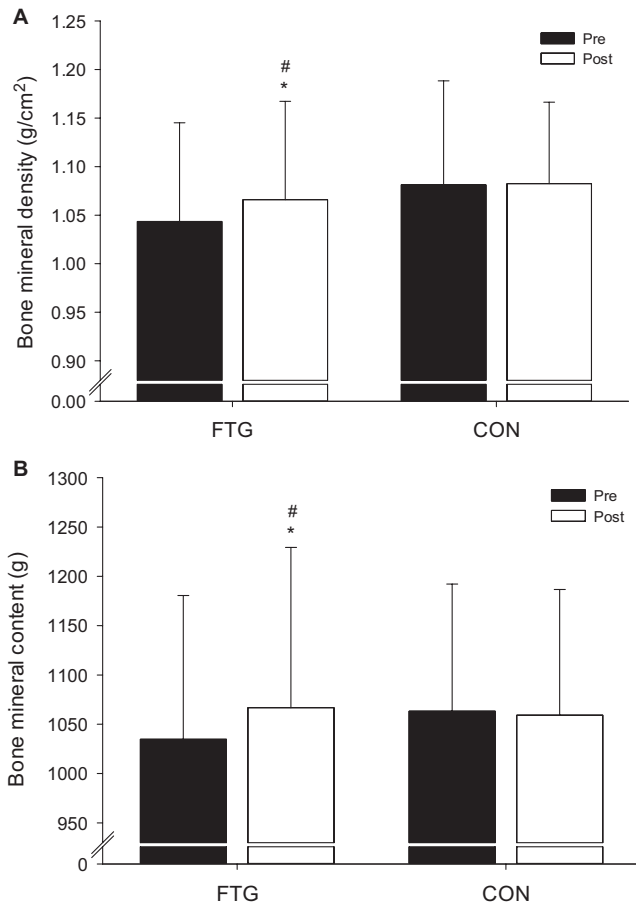 A
Pre
Post
#
*
1.25
1.20
1.15
1.10
1.05
1.00
0.95
0.90
0.00
Bone mineral density (g/cm²)
FTG CON
B
Pre
Post
#
*
1300
1250
1200
1150
1100
1050
1000
950
0
Bone mineral content (g)
FTG CON